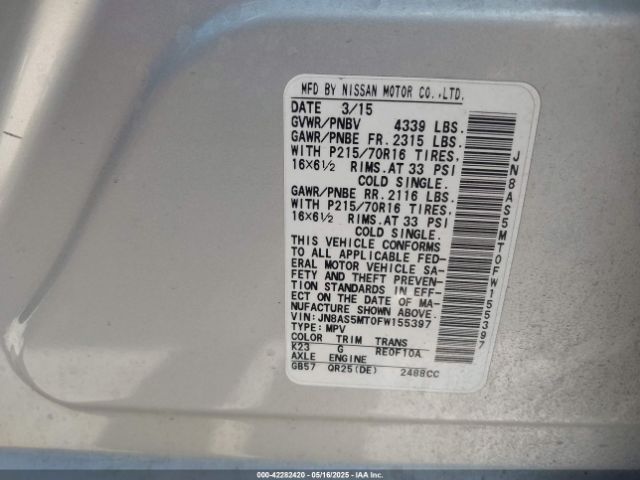 MFD BY NISSAN MOTOR CO.,LTD.
DATE 3/15
GVWR/PNBV 4339 LBS.
GAWR/PNBE FR. 2315 LBS.
WITH P215/70R16 TIRES,
16X6½ RIMS. AT 33 PSI
COLD SINGLE.
GAWR/PNBE RR. 2116 LBS.
WITH P215/70R16 TIRES,
16X6½ RIMS. AT 33 PSI
COLD SINGLE.
THIS VEHICLE CONFORMS
TO ALL APPLICABLE FED-
ERAL MOTOR VEHICLE SA-
FETY AND THEFT PREVEN-
TION STANDARDS IN EFF-
ECT ON THE DATE OF MA-
NUFACTURE SHOWN ABOVE.
VIN: JN8AS5MT0FW155397
TYPE: MPV
COLOR TRIM TRANS
K23 G RE0F10A
AXLE ENGINE
GB57 QR25(DE) 2488CC
JN8AS5MT0FW155397
000-42282420 - 05/16/2025 - IAAI.COM